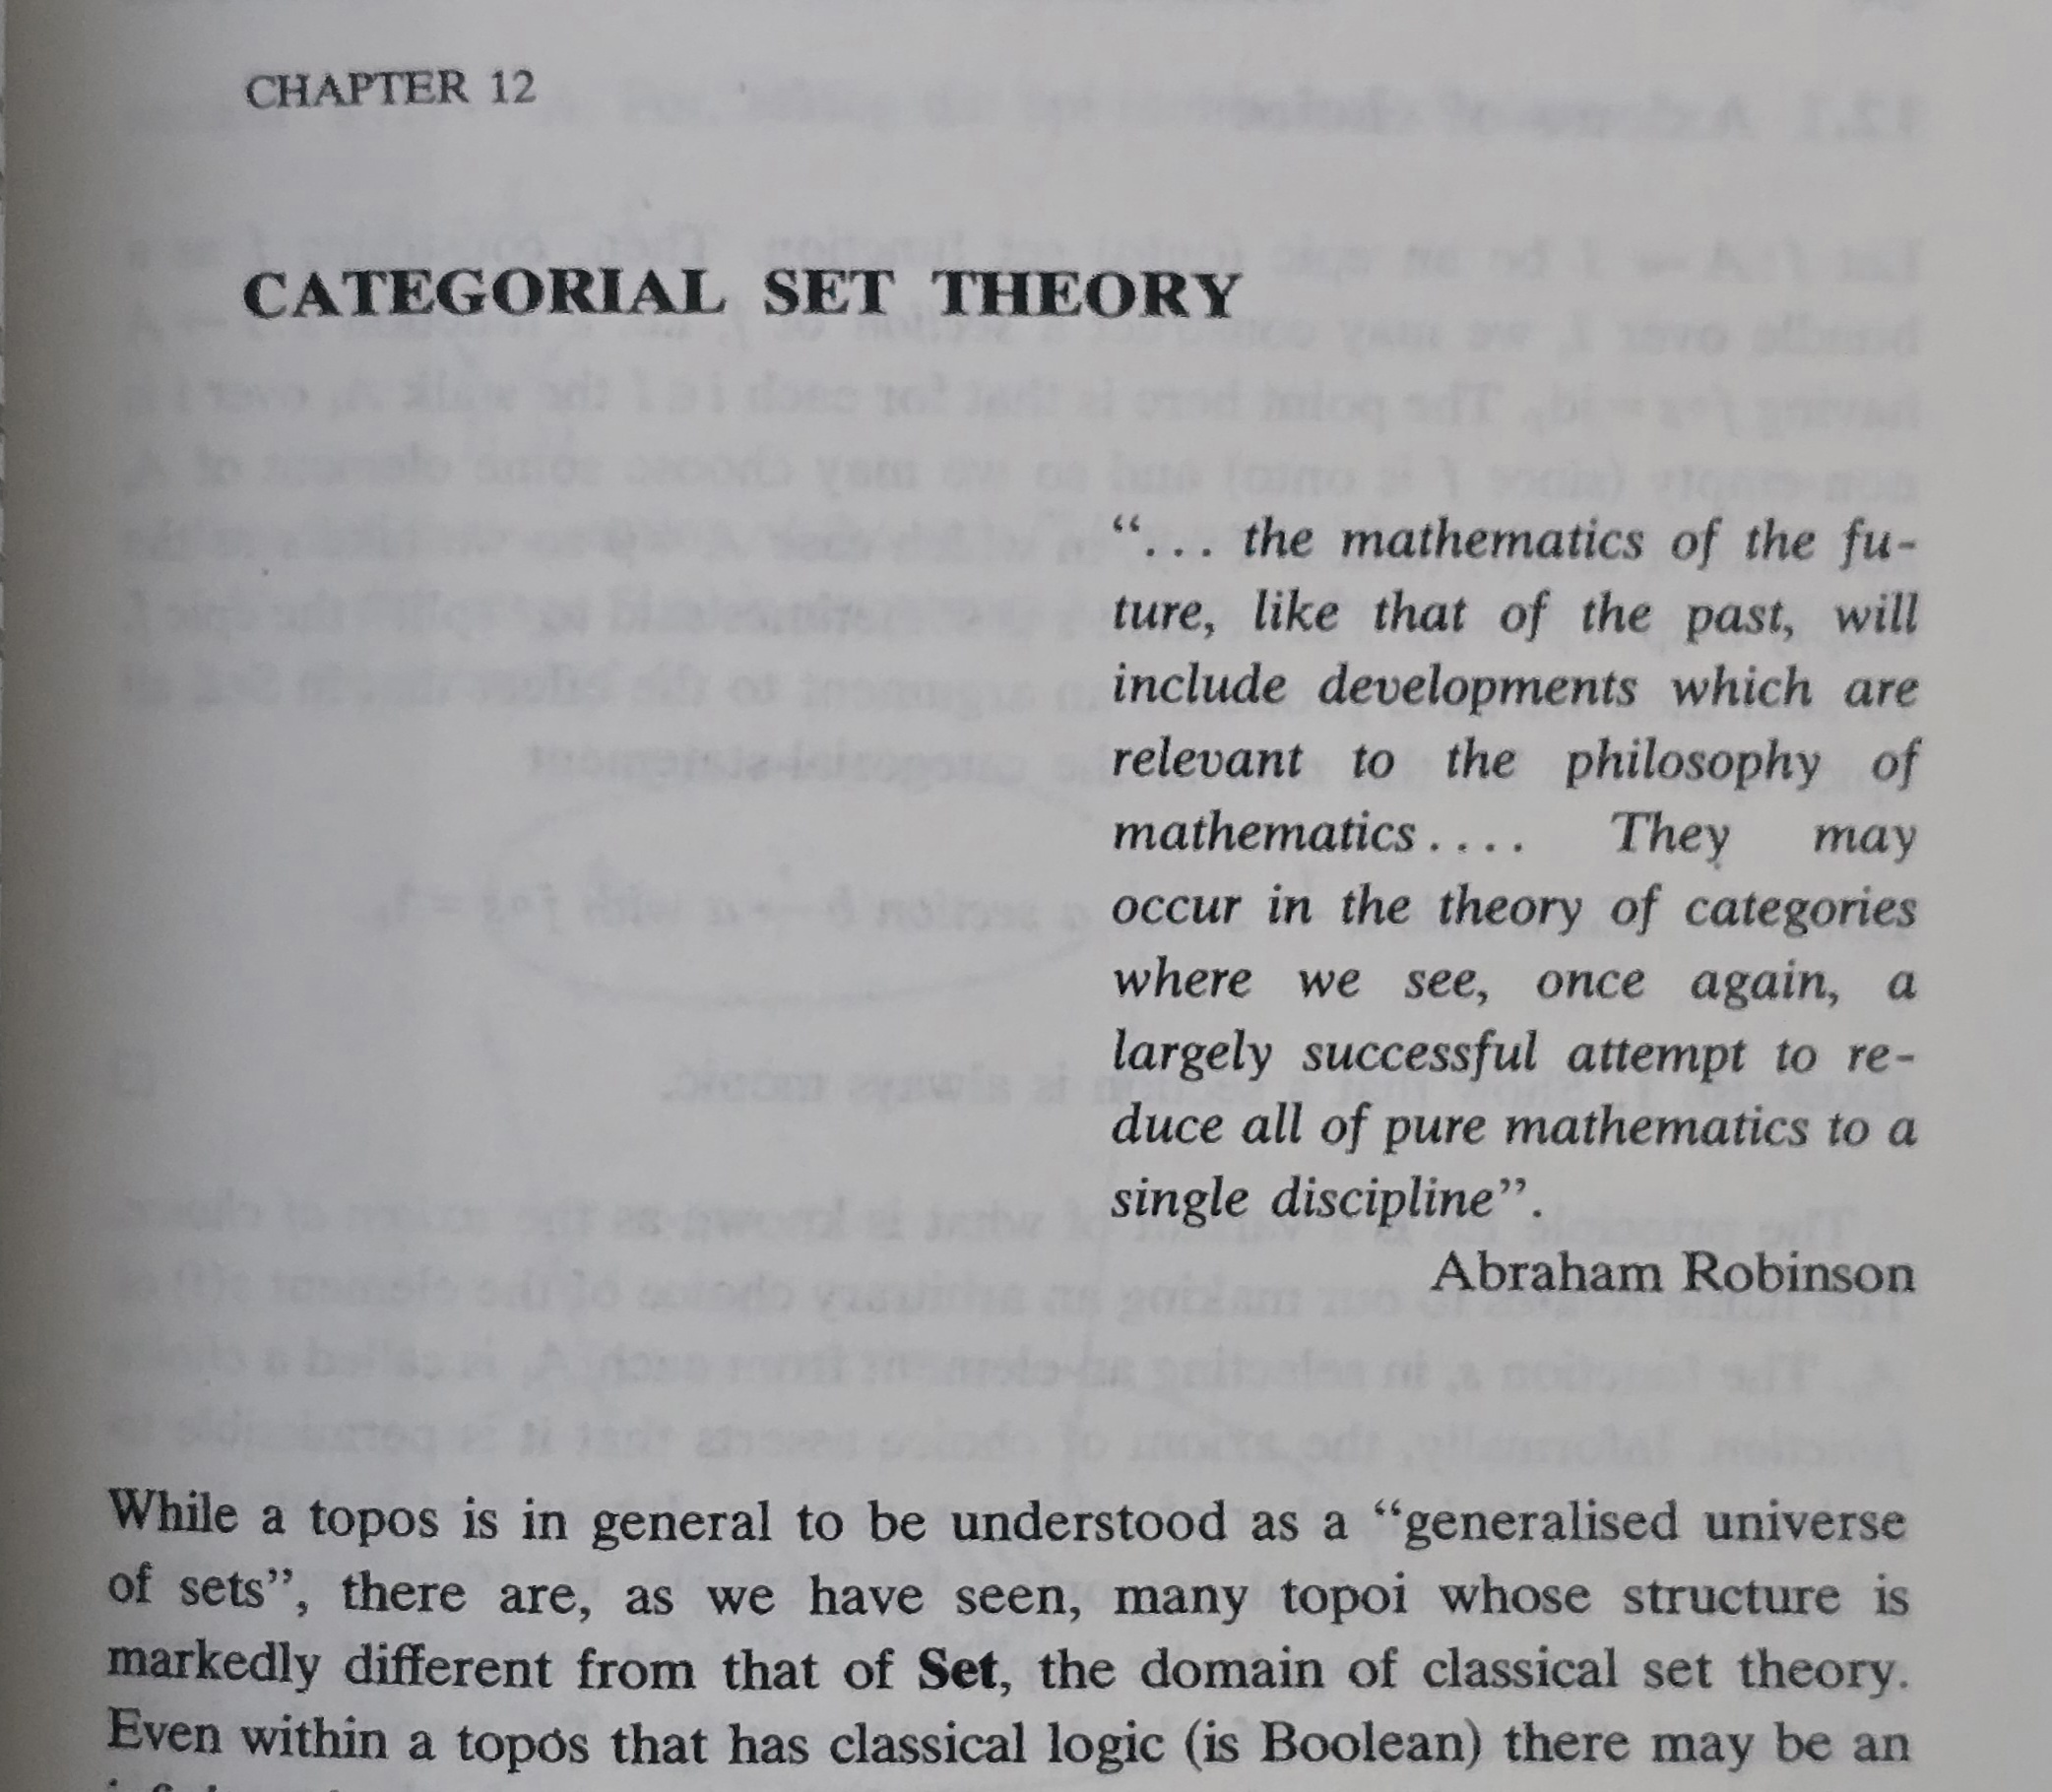 CHAPTER 12
CATEGORIAL SET THEORY
“. . . the mathematics of the fu-
ture, like that of the past, will
include developments which are
relevant to the philosophy of
mathematics . . . . They may
occur in the theory of categories
where we see, once again, a
largely successful attempt to re-
duce all of pure mathematics to a
single discipline”.
Abraham Robinson
While a topos is in general to be understood as a “generalised universe
of sets”, there are, as we have seen, many topoi whose structure is
markedly different from that of Set, the domain of classical set theory.
Even within a topos that has classical logic (is Boolean) there may be an